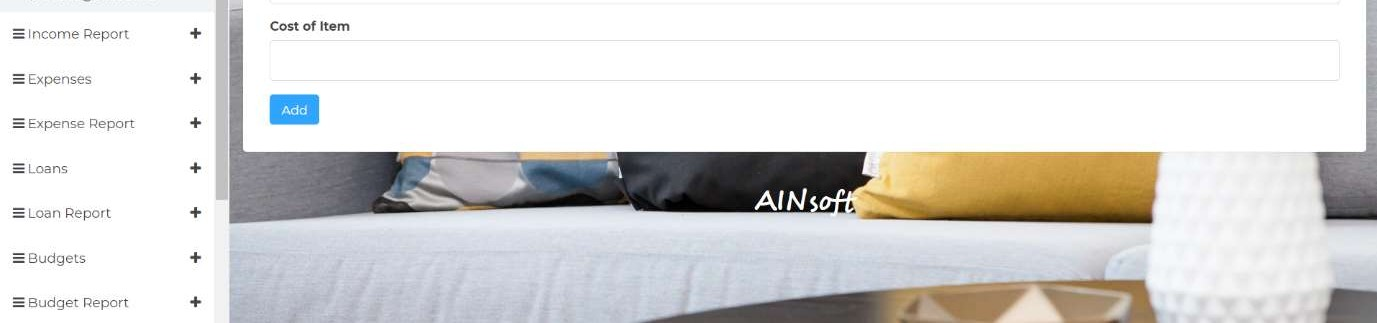 Income Report
Expenses
Expense Report
Loans
Loan Report
Budgets
Budget Report
Cost of Item
Add
AINsoft